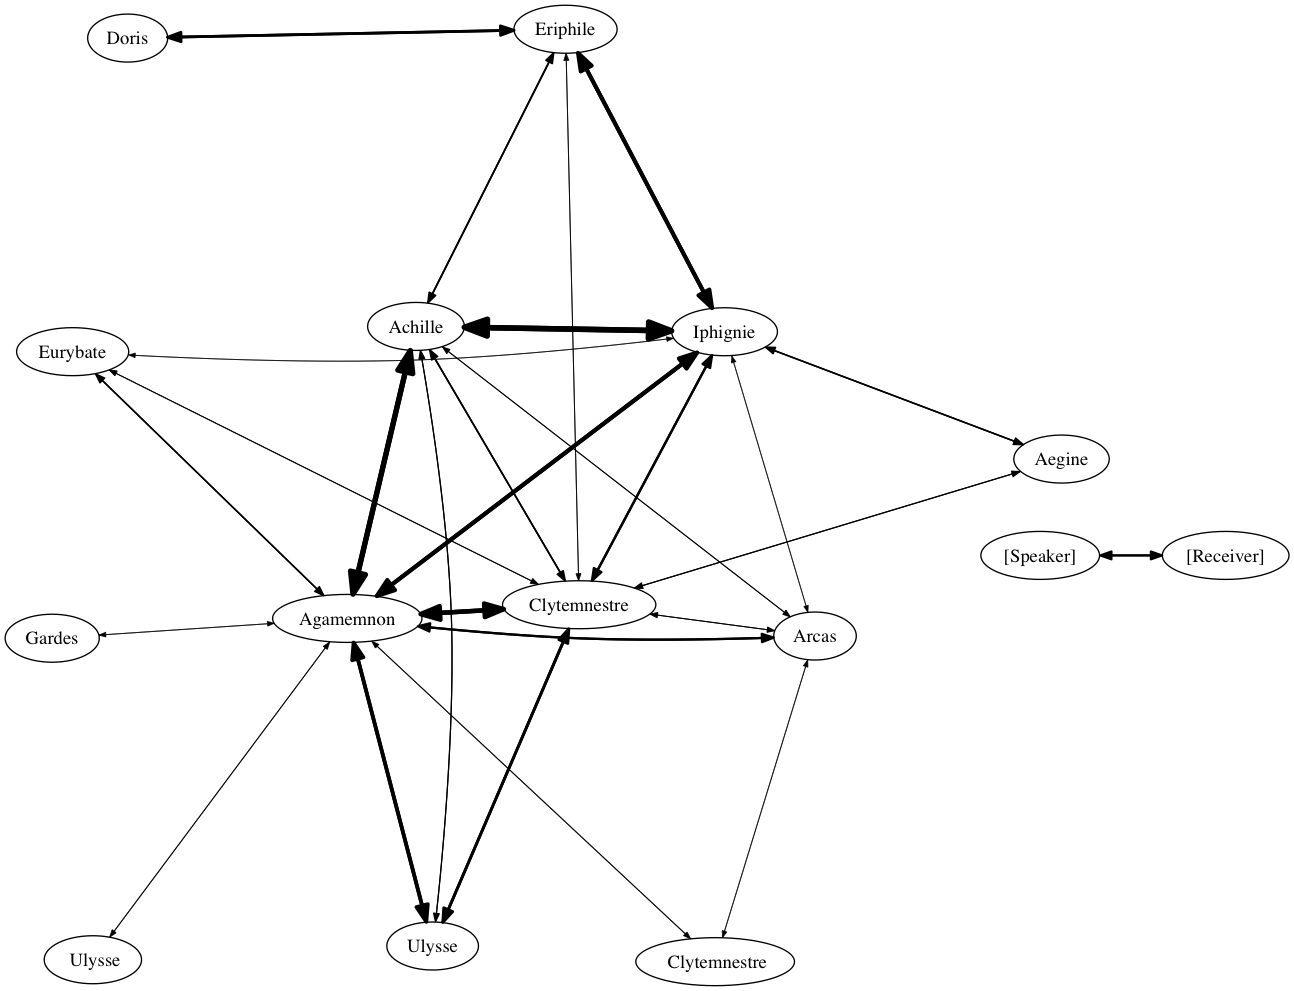 Eriphile
Doris
Achille
Iphignie
Eurybate
Aegine
[Speaker]
[Receiver]
Clytemnestre
Agamemnon
Arcas
Gardes
Ulysse
Ulysse
Clytemnestre